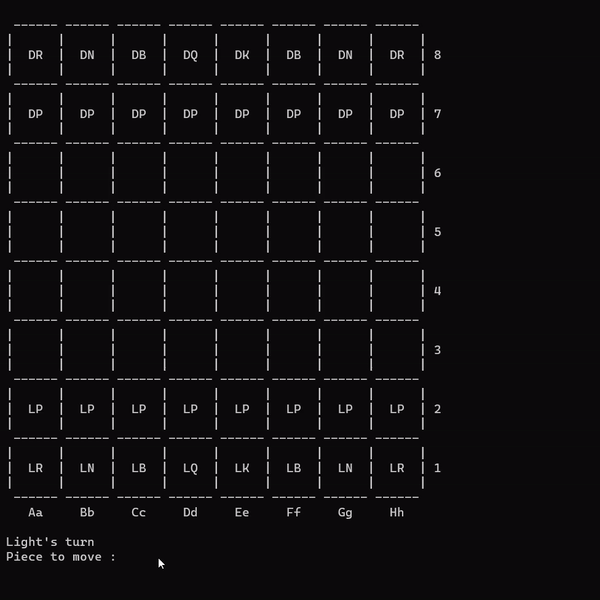 DR DN DB DQ DK DB DN DR 8
DP DP DP DP DP DP DP DP 7
6
5
4
3
LP LP LP LP LP LP LP LP 2
LR LN LB LQ LK LB LN LR 1
Aa Bb Cc Dd Ee Ff Gg Hh
Light's turn
Piece to move :